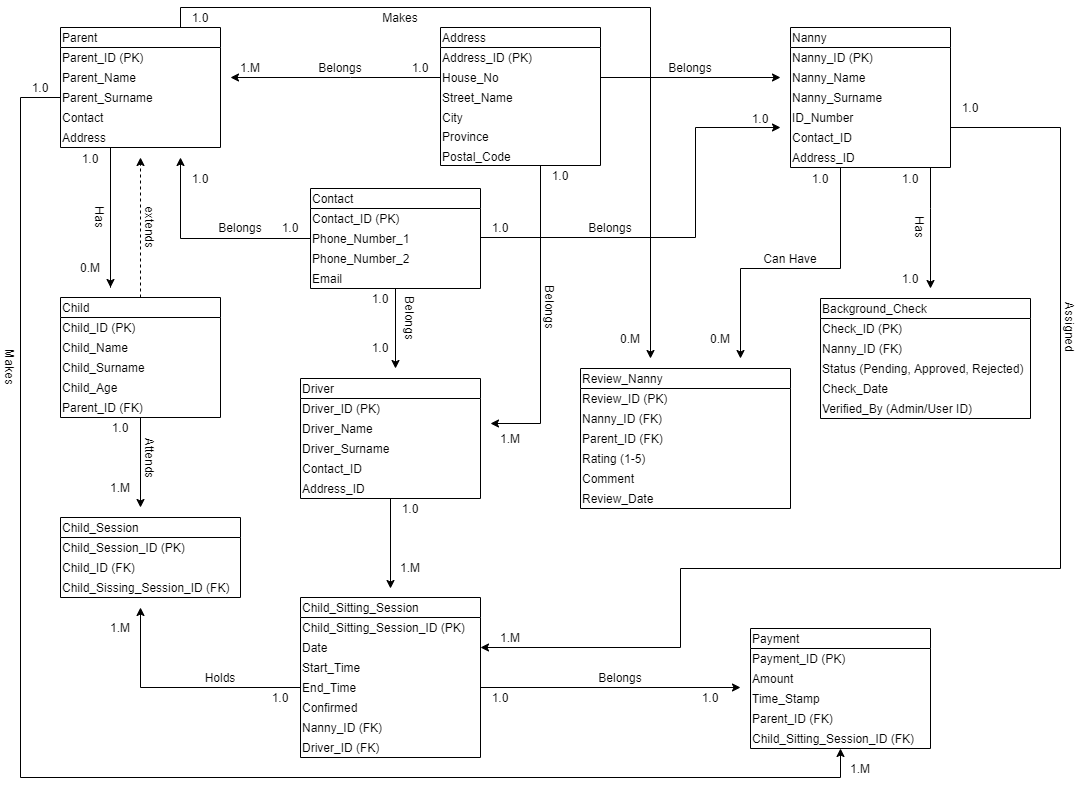 1.0
Makes
Parent
Parent_ID (PK)
Parent_Name
Parent_Surname
Contact
Address
Address
Address_ID (PK)
House_No
Street_Name
City
Province
Postal_Code
Nanny
Nanny_ID (PK)
Nanny_Name
Nanny_Surname
ID_Number
Contact_ID
Address_ID
1.M
Belongs
1.0
Belongs
1.0
1.0
1.0
1.0
Has
0.M
extends
1.0
Belongs
1.0
Contact
Contact_ID (PK)
Phone_Number_1
Phone_Number_2
Email
1.0
Belongs
1.0
1.0
1.0
Can Have
0.M
1.0
Has
1.0
Belongs
1.0
Belongs
1.0
1.M
0.M
Assigned
Makes
Child
Child_ID (PK)
Child_Name
Child_Surname
Child_Age
Parent_ID (FK)
Background_Check
Check_ID (PK)
Nanny_ID (FK)
Status (Pending, Approved, Rejected)
Check_Date
Verified_By (Admin/User ID)
Driver
Driver_ID (PK)
Driver_Name
Driver_Surname
Contact_ID
Address_ID
Review_Nanny
Review_ID (PK)
Nanny_ID (FK)
Parent_ID (FK)
Rating (1-5)
Comment
Review_Date
1.0
Attends
1.M
1.0
1.M
Child_Session
Child_Session_ID (PK)
Child_ID (FK)
Child_Sissing_Session_ID (FK)
1.M
Holds
1.0
Child_Sitting_Session
Child_Sitting_Session_ID (PK)
Date
Start_Time
End_Time
Confirmed
Nanny_ID (FK)
Driver_ID (FK)
1.M
1.0
Belongs
1.0
Payment
Payment_ID (PK)
Amount
Time_Stamp
Parent_ID (FK)
Child_Sitting_Session_ID (FK)
1.M